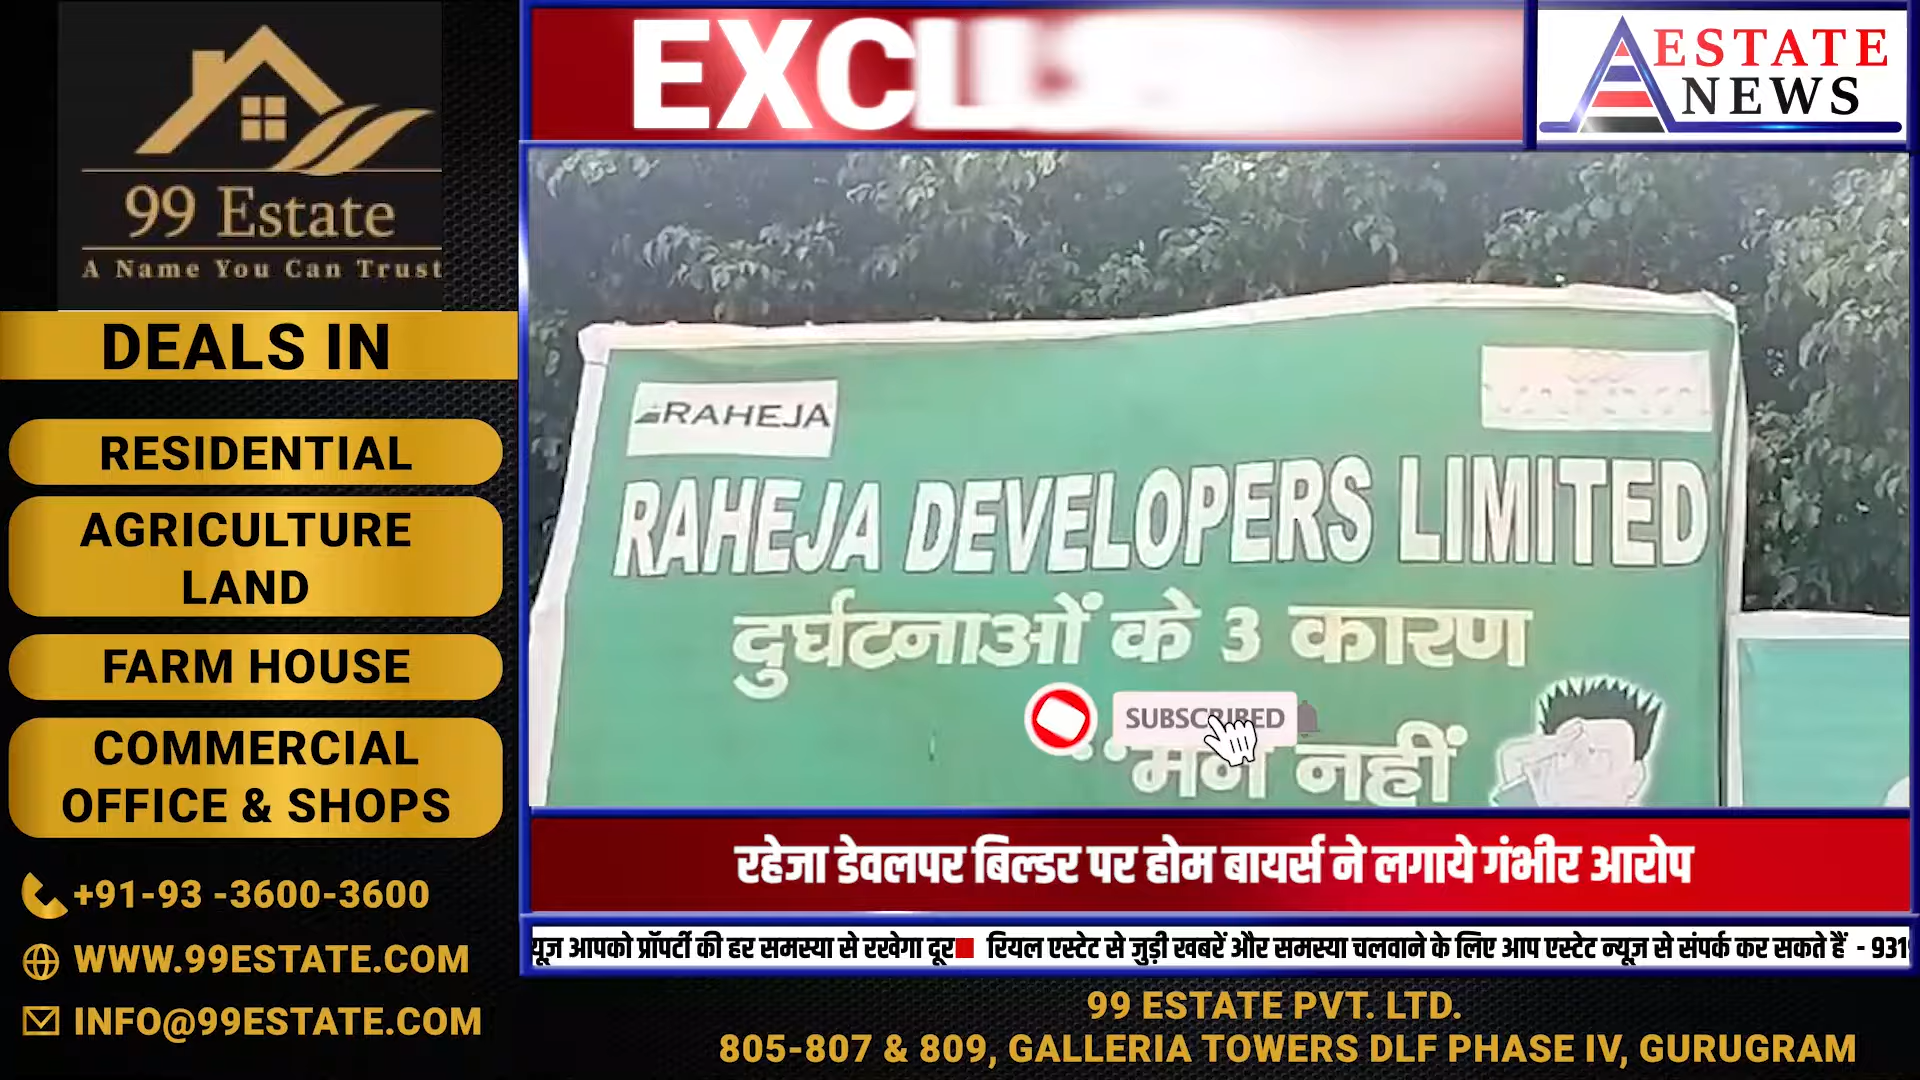 99 Estate
A Name You Can Trust
DEALS IN
RESIDENTIAL
AGRICULTURE
LAND
FARM HOUSE
COMMERCIAL
OFFICE & SHOPS
+91-93 -3600-3600
WWW.99ESTATE.COM
INFO@99ESTATE.COM
ESTATE
NEWS
RAHEJA
RAHEJA DEVELOPERS LIMITED
दुर्घटनाओं के 3 कारण
SUBSCRIBED
नहीं
रहेजा डेवलपर बिल्डर पर होम बायर्स ने लगाये गंभीर आरोप
आपको प्रॉपर्टी की हर समस्या से रखेगा दूर ■ रियल एस्टेट से जुड़ी खबरें और समस्या चलवाने के लिए आप एस्टेट न्यूज़ से संपर्क कर सकते हैं - 931
99 ESTATE PVT. LTD.
805-807 & 809, GALLERIA TOWERS DLF PHASE IV, GURUGRAM